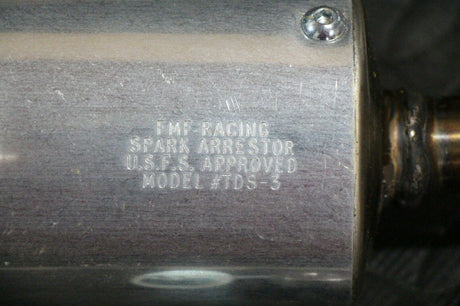 FMF RACING
SPARK ARRESTOR
U.S.F.S. APPROVED
MODEL #TDS-3